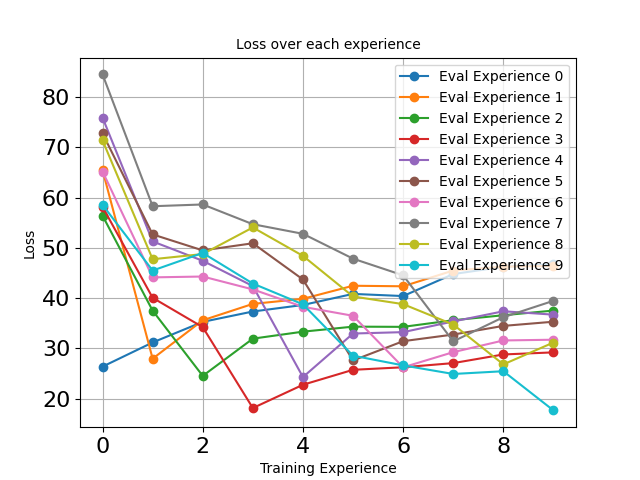 Loss over each experience
Eval Experience 0
Eval Experience 1
Eval Experience 2
Eval Experience 3
Eval Experience 4
Eval Experience 5
Eval Experience 6
Eval Experience 7
Eval Experience 8
Eval Experience 9
Loss
80
70
60
50
40
30
20
0 2 4 6 8
Training Experience